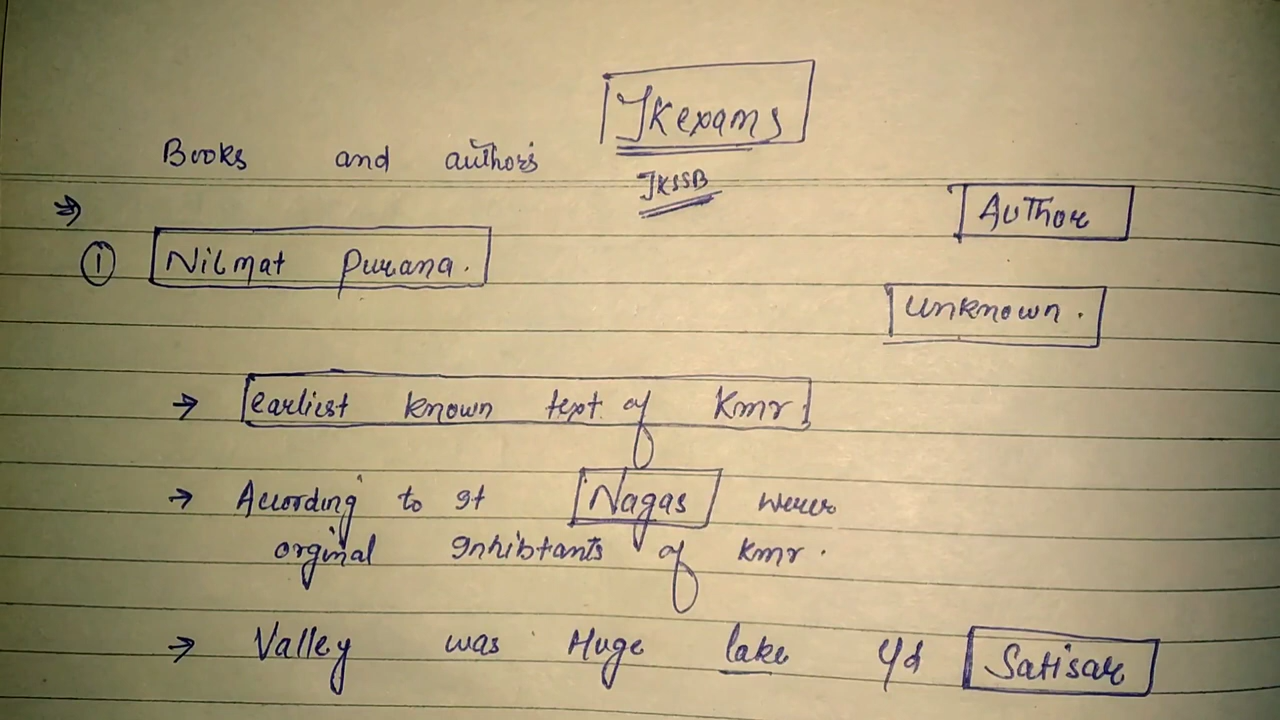 JKexams
Books and authors
JKSSB
Author
① Nilmat Purana.
Unknown.
→ earliest known text of Kmr.
→ According to It Nagas were
orginal Inhibtants of Kmr.
→ Valley was Huge lake
Satisar